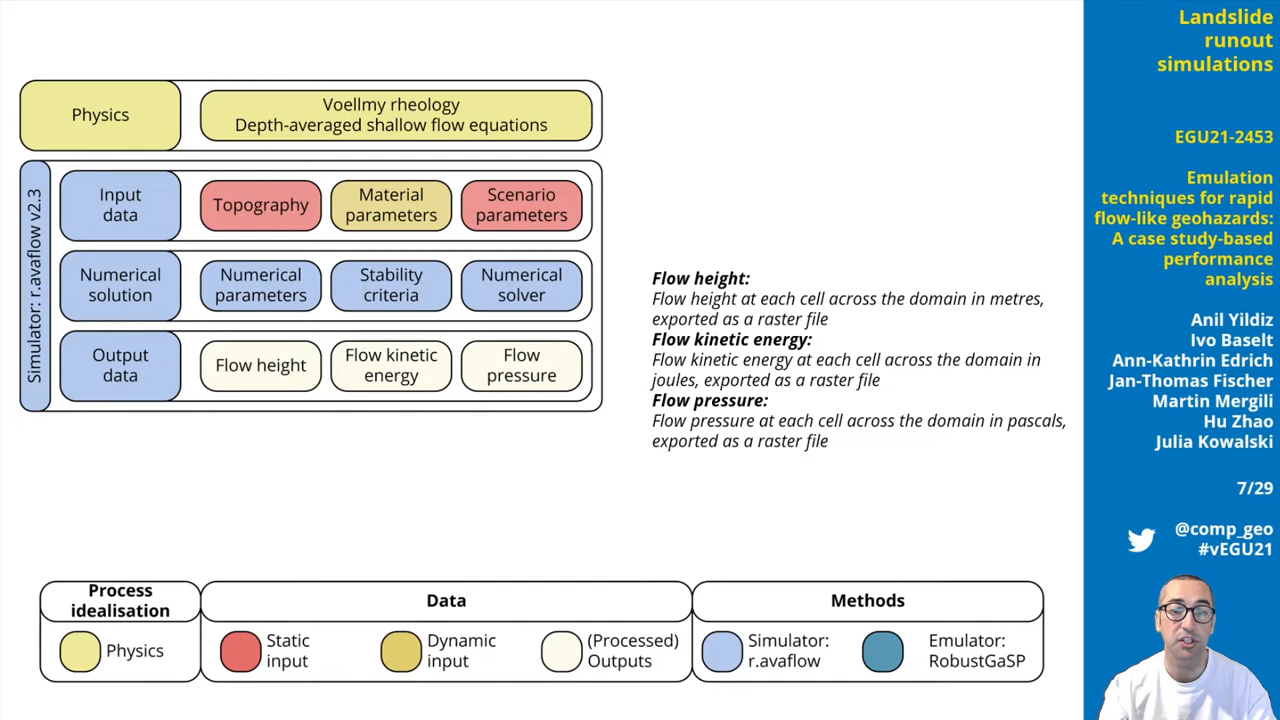 Physics
Voellmy rheology
Depth-averaged shallow flow equations
Simulator: r.avaflow v2.3
Input
data
Topography
Material
parameters
Scenario
parameters
Numerical
solution
Numerical
parameters
Stability
criteria
Numerical
solver
Output
data
Flow height
Flow kinetic
energy
Flow
pressure
Flow height:
Flow height at each cell across the domain in metres,
exported as a raster file
Flow kinetic energy:
Flow kinetic energy at each cell across the domain in
joules, exported as a raster file
Flow pressure:
Flow pressure at each cell across the domain in pascals,
exported as a raster file
Process
idealisation
Physics
Data
Static
input
Dynamic
input
(Processed)
Outputs
Methods
Simulator:
r.avaflow
Emulator:
RobustGaSP
Landslide
runout
simulations
EGU21-2453
Emulation
techniques for rapid
flow-like geohazards:
A case study-based
performance
analysis
Anil Yildiz
Ivo Baselt
Ann-Kathrin Edrich
Jan-Thomas Fischer
Martin Mergili
Hu Zhao
Julia Kowalski
7/29
@comp_geo
#vEGU21